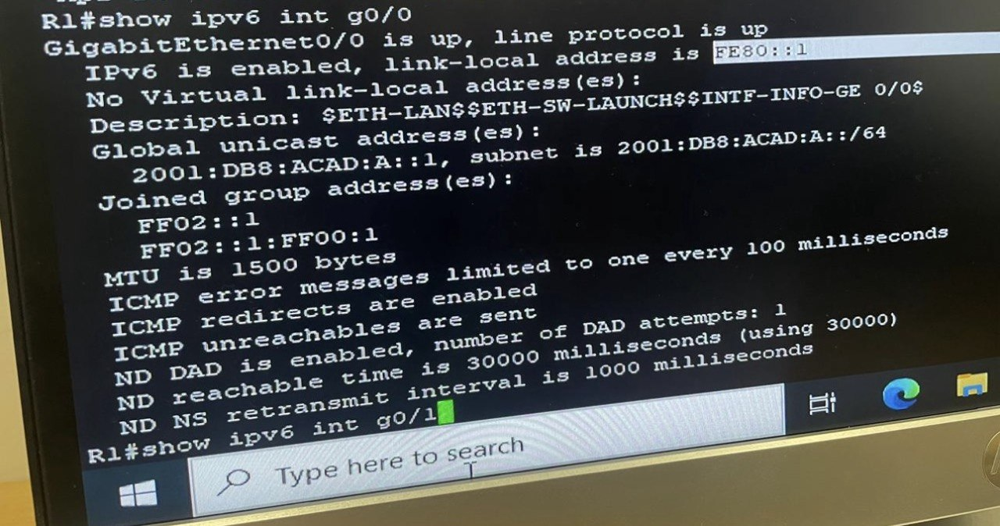 R1#show ipv6 int g0/0
GigabitEthernet0/0 is up, line protocol is up
IPv6 is enabled, link-local address is FE80::1
No Virtual link-local address(es):
Description: $ETH-LAN$$ETH-SW-LAUNCH$$INTF-INFO-GE 0/0$
Global unicast address(es):
2001:DB8:ACAD:A::1, subnet is 2001:DB8:ACAD:A::/64
Joined group address(es):
FF02::1
FF02::1:FF00:1
MTU is 1500 bytes
ICMP error messages limited to one every 100 milliseconds
ICMP redirects are enabled
ICMP unreachables are sent
ND DAD is enabled, number of DAD attempts: 1
ND reachable time is 30000 milliseconds (using 30000)
ND NS retransmit interval is 1000 milliseconds
R1#show ipv6 int g0/1
Type here to search